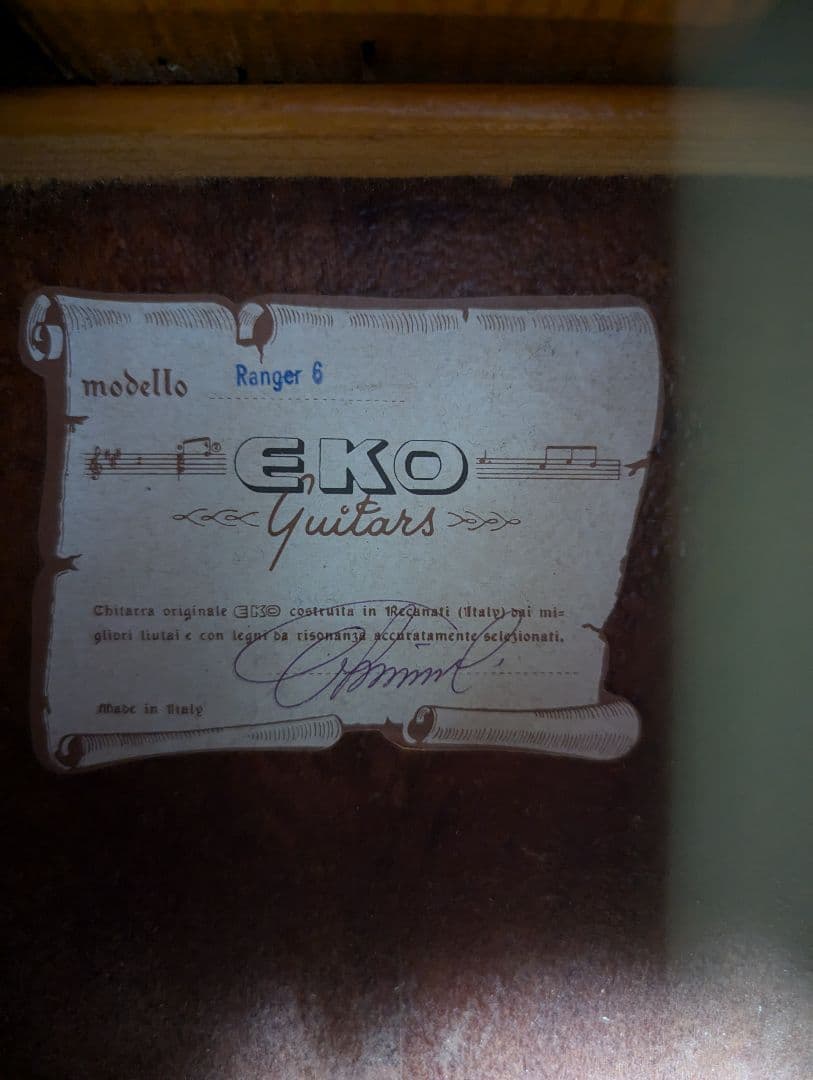 modello Ranger 6
EKO
Guitars
Chitarra originale EKO costruita in Recanati (Italy) dai mi=
gliori liutai e con legni da risonanza accuratamente selezionati.
Made in Italy